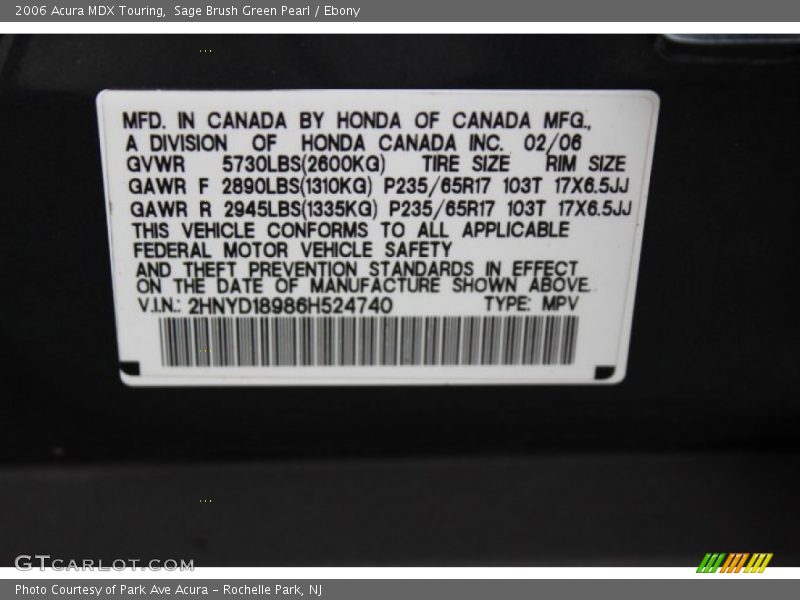 2006 Acura MDX Touring,  Sage Brush Green Pearl / Ebony
MFD. IN CANADA BY HONDA OF CANADA MFG.,
A DIVISION OF HONDA CANADA INC. 02/06
GVWR 5730LBS(2600KG) TIRE SIZE RIM SIZE
GAWR F 2890LBS(1310KG) P235/65R17 103T 17X6.5JJ
GAWR R 2945LBS(1335KG) P235/65R17 103T 17X6.5JJ
THIS VEHICLE CONFORMS TO ALL APPLICABLE
FEDERAL MOTOR VEHICLE SAFETY
AND THEFT PREVENTION STANDARDS IN EFFECT
ON THE DATE OF MANUFACTURE SHOWN ABOVE.
V.I.N.: 2HNYD18986H524740 TYPE: MPV
GTCARLOT.COM
Photo Courtesy of Park Ave Acura - Rochelle Park, NJ